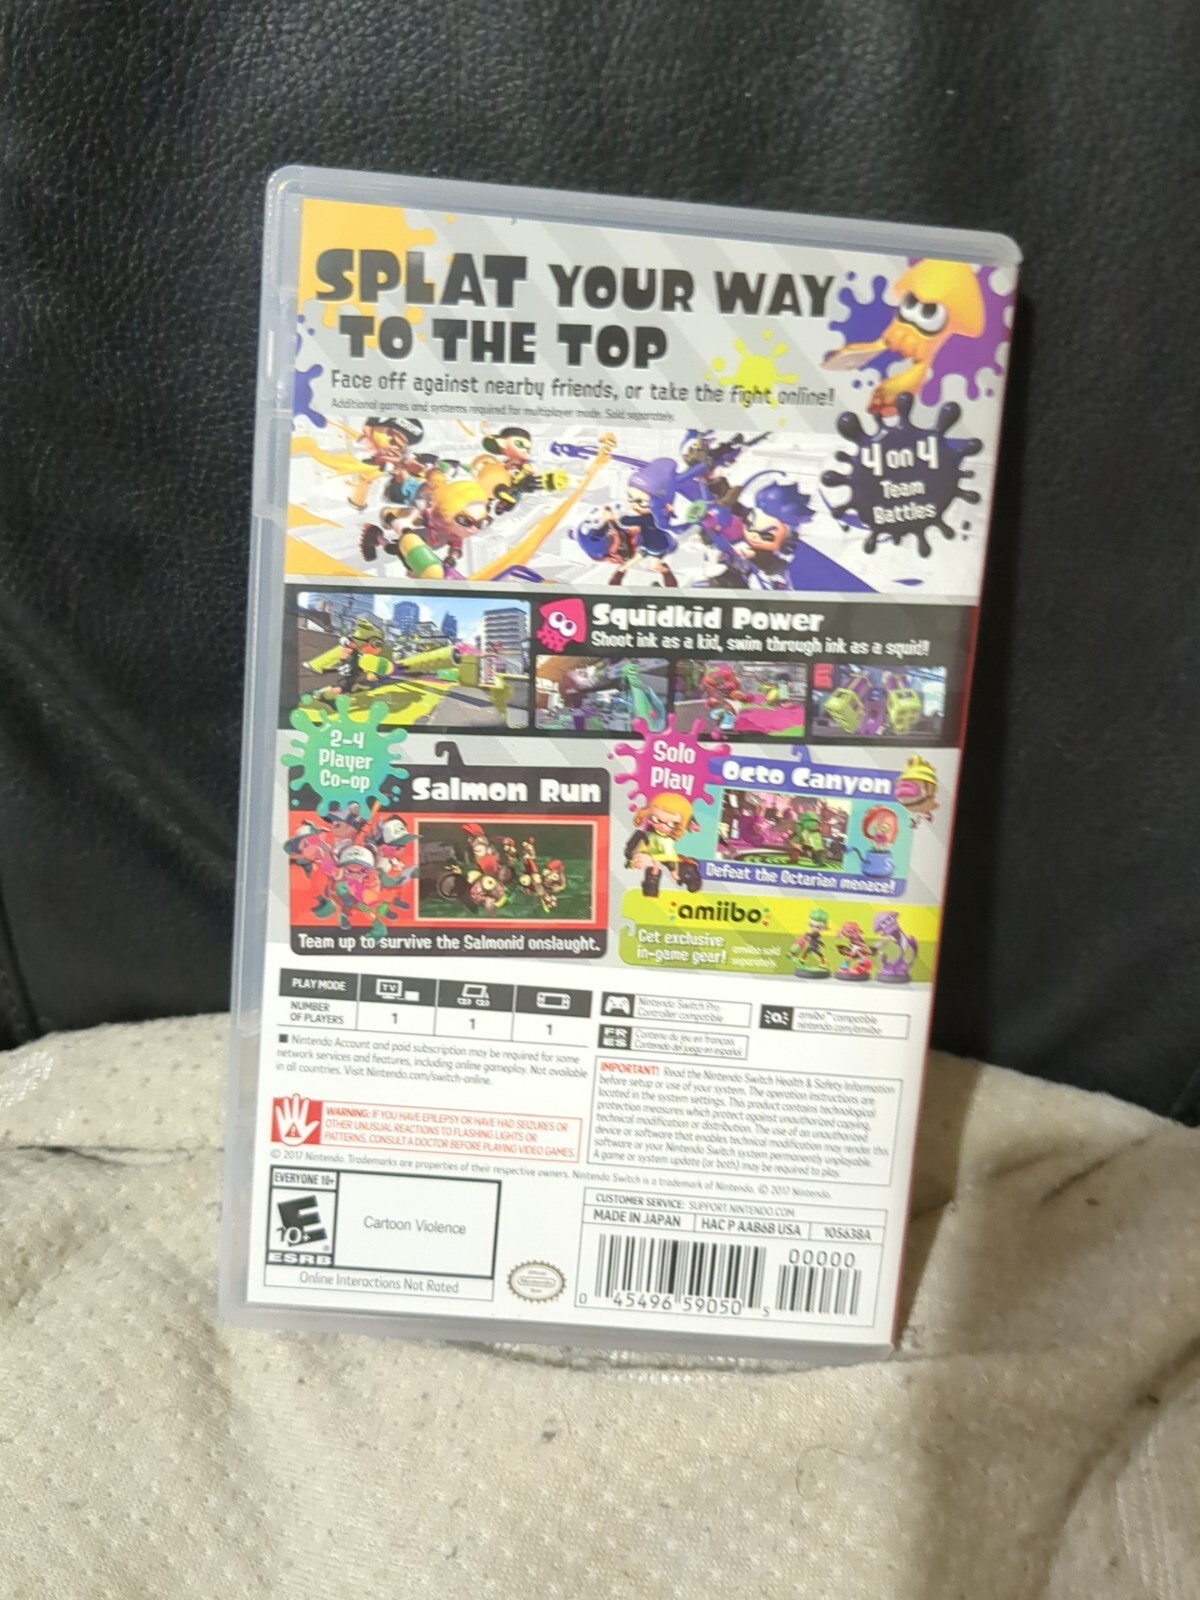 SPLAT YOUR WAY
TO THE TOP
Face off against nearby friends, or take the fight online!
Additional games and systems required for multiplayer mode. Sold separately.
4 on 4
Team
Battles
Squidkid Power
Shoot ink as a kid, swim through ink as a squid!
2-4
Player
Co-op
Salmon Run
Team up to survive the Salmonid onslaught.
Solo
Play
Octo Canyon
Defeat the Octarian menace!
amiibo
Get exclusive
in-game gear!
amiibo sold
separately.
PLAY MODE
TV
NUMBER
OF PLAYERS
1
1
1
Nintendo Switch Pro
Controller compatible
amiibo™ compatible
nintendo.com/amiibo
FR
ES
Contenu du jeu en français
Contenido del juego en español
■ Nintendo Account and paid subscription may be required for some
network services and features, including online gameplay. Not available
in all countries. Visit Nintendo.com/switch-online.
IMPORTANT! Read the Nintendo Switch Health & Safety Information
before setup or use of your system. The operation instructions are
located in the system settings. This product contains technological
protection measures which protect against unauthorized copying,
technical modification or distribution. The use of an unauthorized
device or software that enables technical modification may render this
software or your Nintendo Switch system permanently unplayable.
A game or system update (or both) may be required to play.
WARNING: IF YOU HAVE EPILEPSY OR HAVE HAD SEIZURES OR
OTHER UNUSUAL REACTIONS TO FLASHING LIGHTS OR
PATTERNS, CONSULT A DOCTOR BEFORE PLAYING VIDEO GAMES.
© 2017 Nintendo. Trademarks are properties of their respective owners. Nintendo Switch is a trademark of Nintendo. © 2017 Nintendo.
EVERYONE 10+
E
10+
ESRB
Cartoon Violence
Online Interactions Not Rated
Nintendo
CUSTOMER SERVICE: SUPPORT.NINTENDO.COM
MADE IN JAPAN
HAC P AAB6B USA
105638A
00000
0 45496 59050 5